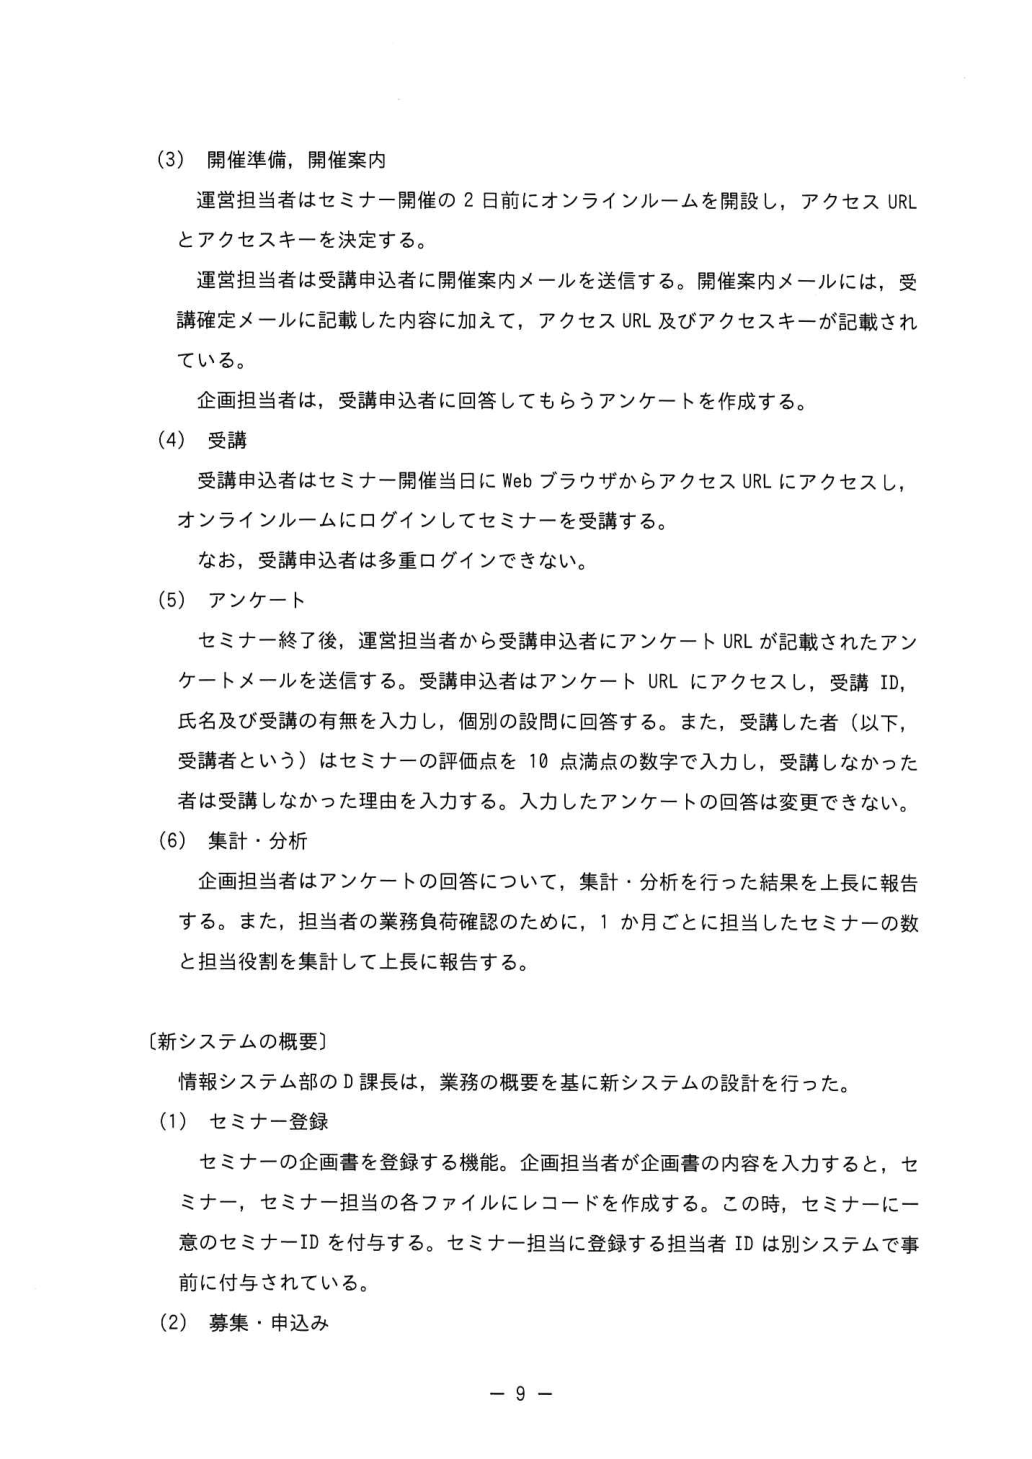 (3) 開催準備，開催案内
運営担当者はセミナー開催の 2 日前にオンラインルームを開設し，アクセス URL
とアクセスキーを決定する。
運営担当者は受講申込者に開催案内メールを送信する。開催案内メールには，受
講確定メールに記載した内容に加えて，アクセス URL 及びアクセスキーが記載され
ている。
企画担当者は，受講申込者に回答してもらうアンケートを作成する。
(4) 受講
受講申込者はセミナー開催当日に Web ブラウザからアクセス URL にアクセスし，
オンラインルームにログインしてセミナーを受講する。
なお，受講申込者は多重ログインできない。
(5) アンケート
セミナー終了後，運営担当者から受講申込者にアンケート URL が記載されたアン
ケートメールを送信する。受講申込者はアンケート URL にアクセスし，受講 ID，
氏名及び受講の有無を入力し，個別の設問に回答する。また，受講した者（以下，
受講者という）はセミナーの評価点を 10 点満点の数字で入力し，受講しなかった
者は受講しなかった理由を入力する。入力したアンケートの回答は変更できない。
(6) 集計・分析
企画担当者はアンケートの回答について，集計・分析を行った結果を上長に報告
する。また，担当者の業務負荷確認のために，1 か月ごとに担当したセミナーの数
と担当役割を集計して上長に報告する。
〔新システムの概要〕
情報システム部の D 課長は，業務の概要を基に新システムの設計を行った。
(1) セミナー登録
セミナーの企画書を登録する機能。企画担当者が企画書の内容を入力すると，セ
ミナー，セミナー担当の各ファイルにレコードを作成する。この時，セミナーに一
意のセミナーID を付与する。セミナー担当に登録する担当者 ID は別システムで事
前に付与されている。
(2) 募集・申込み
－ 9 －